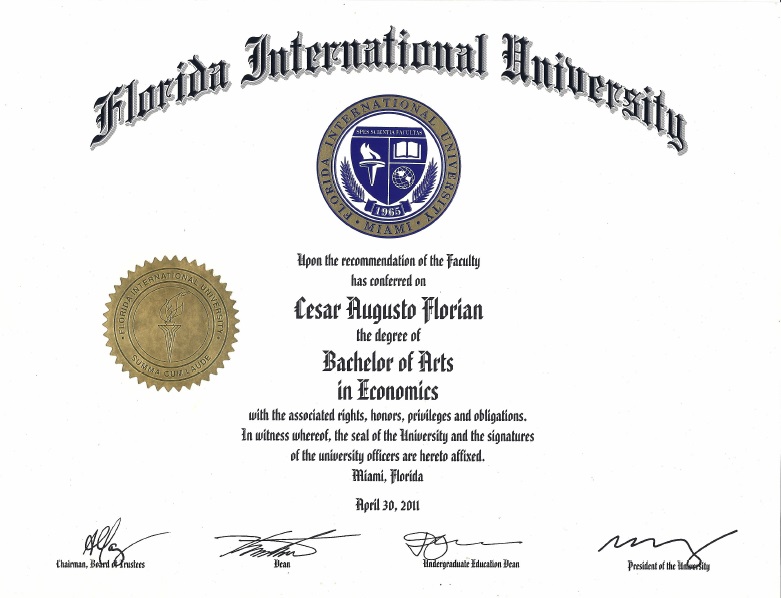 Florida International University
FLORIDA INTERNATIONAL UNIVERSITY
SPES SCIENTIA FACULTAS
1965
MIAMI
Upon the recommendation of the Faculty
has conferred on
Cesar Augusto Florian
the degree of
Bachelor of Arts
in Economics
with the associated rights, honors, privileges and obligations.
In witness whereof, the seal of the University and the signatures
of the university officers are hereto affixed.
Miami, Florida
April 30, 2011
FLORIDA INTERNATIONAL UNIVERSITY
SUMMA CUM LAUDE
Chairman, Board of Trustees
Dean
Undergraduate Education Dean
President of the University